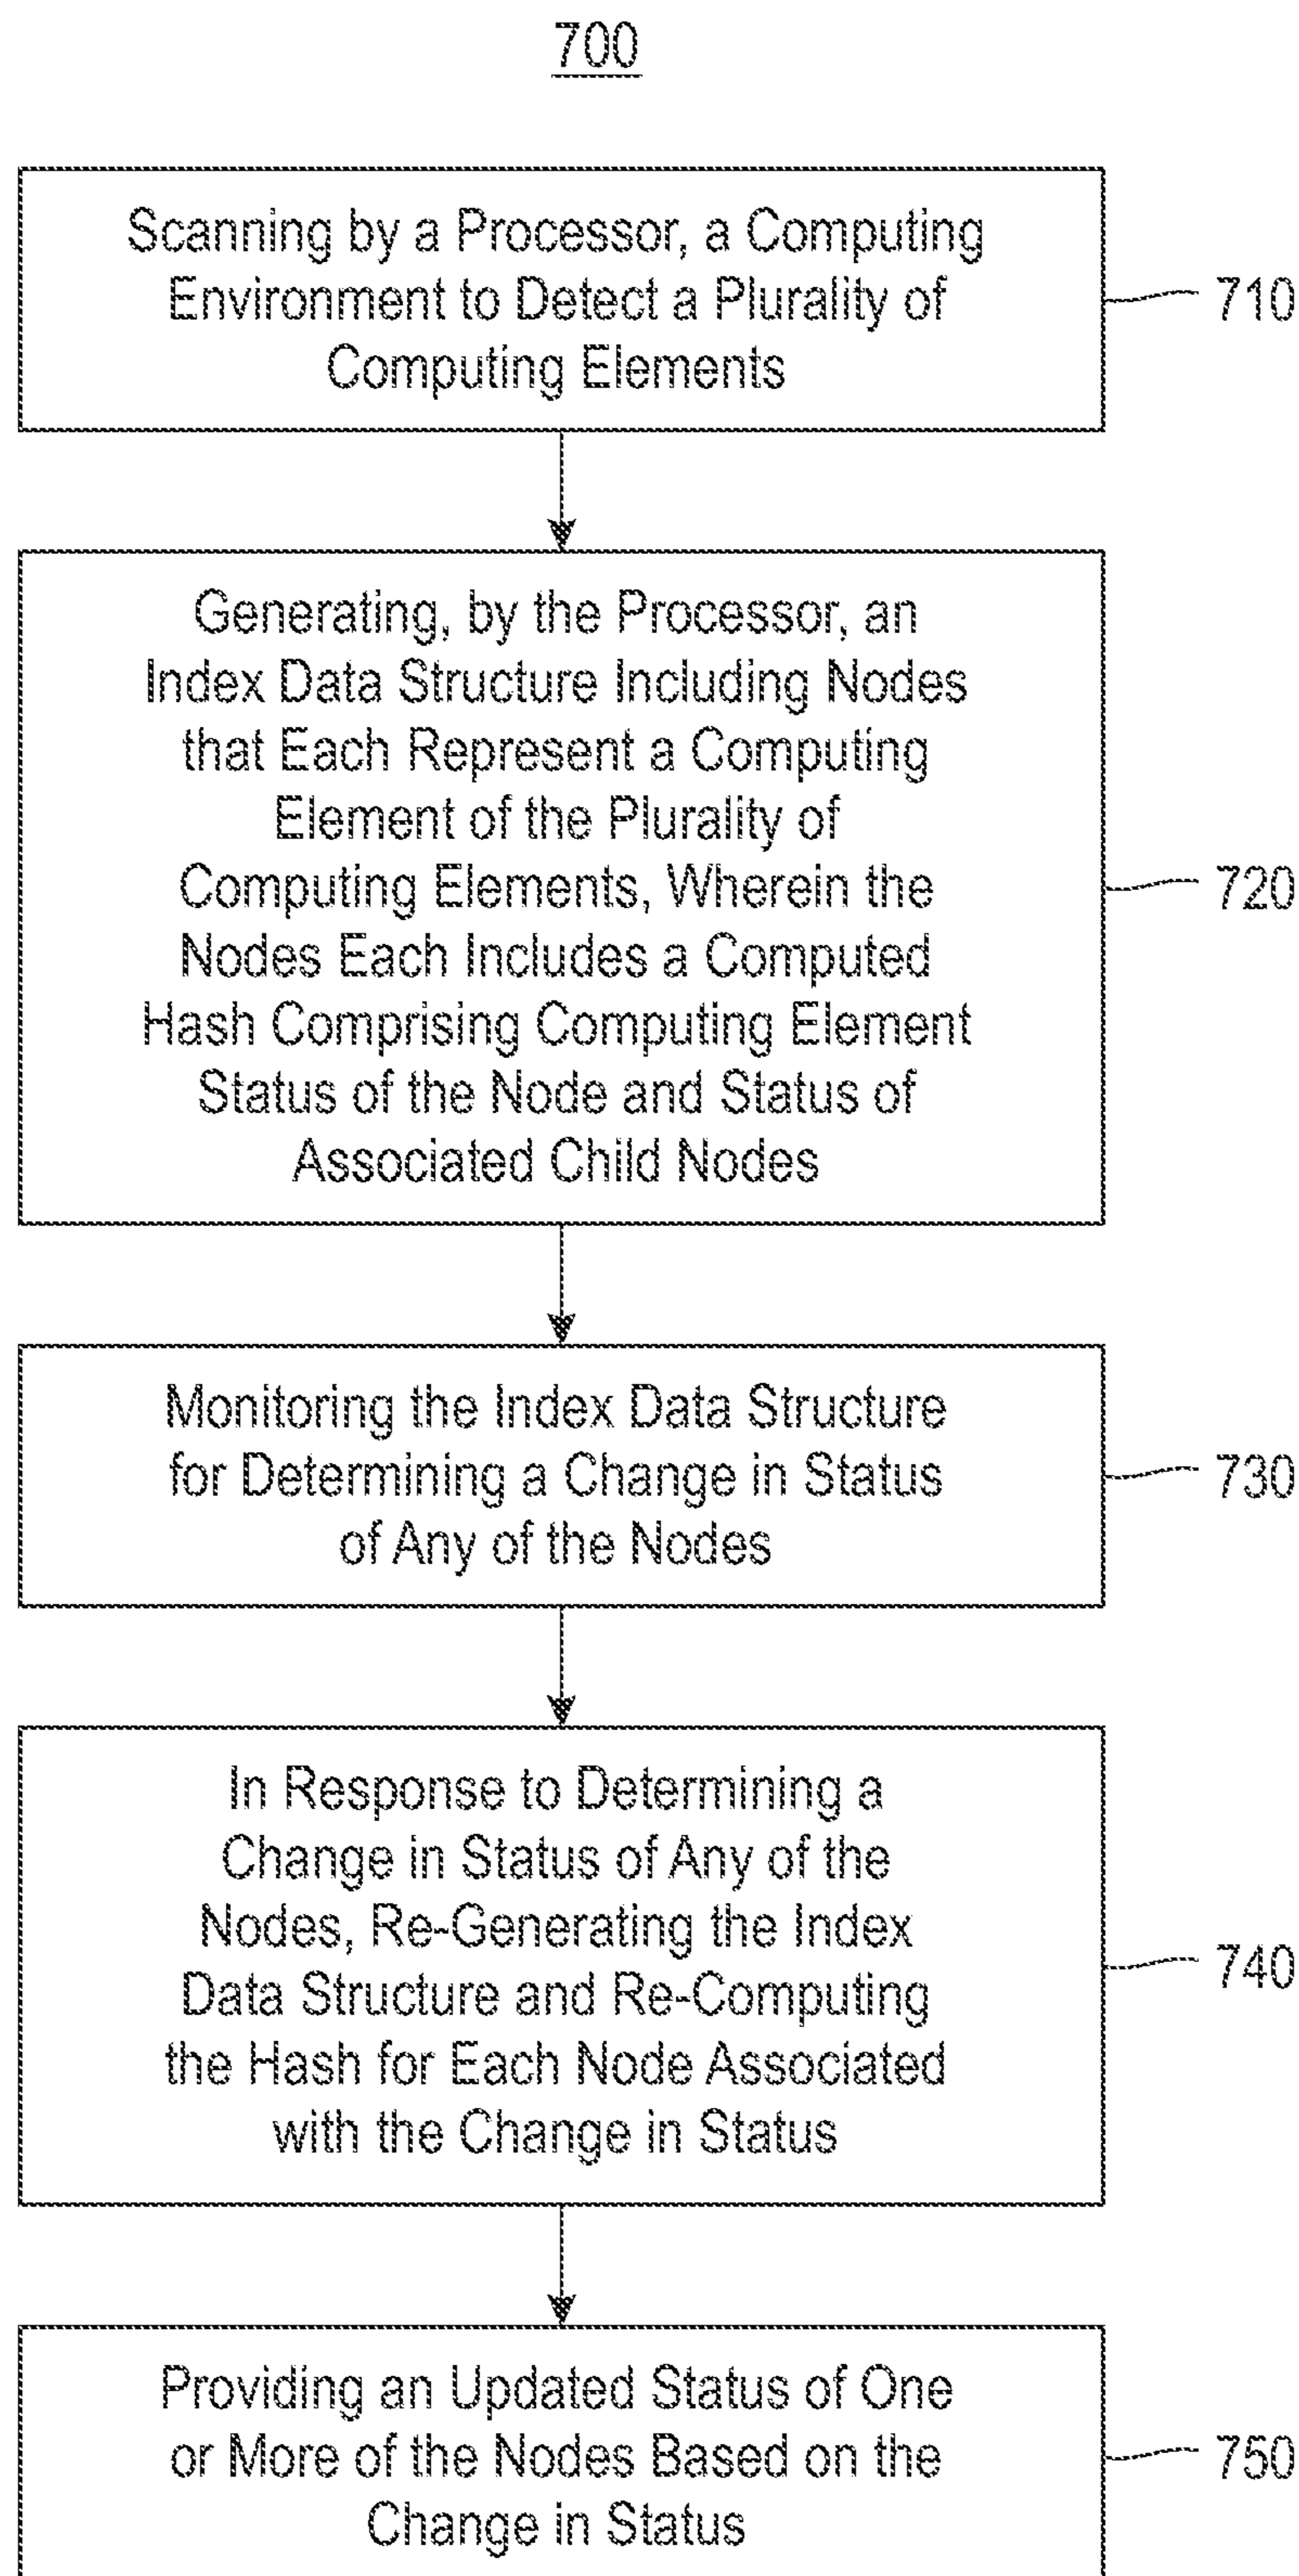 700
Scanning by a Processor, a Computing
Environment to Detect a Plurality of
Computing Elements
710
Generating, by the Processor, an
Index Data Structure Including Nodes
that Each Represent a Computing
Element of the Plurality of
Computing Elements, Wherein the
Nodes Each Includes a Computed
Hash Comprising Computing Element
Status of the Node and Status of
Associated Child Nodes
720
Monitoring the Index Data Structure
for Determining a Change in Status
of Any of the Nodes
730
In Response to Determining a
Change in Status of Any of the
Nodes, Re-Generating the Index
Data Structure and Re-Computing
the Hash for Each Node Associated
with the Change in Status
740
Providing an Updated Status of One
or More of the Nodes Based on the
Change in Status
750